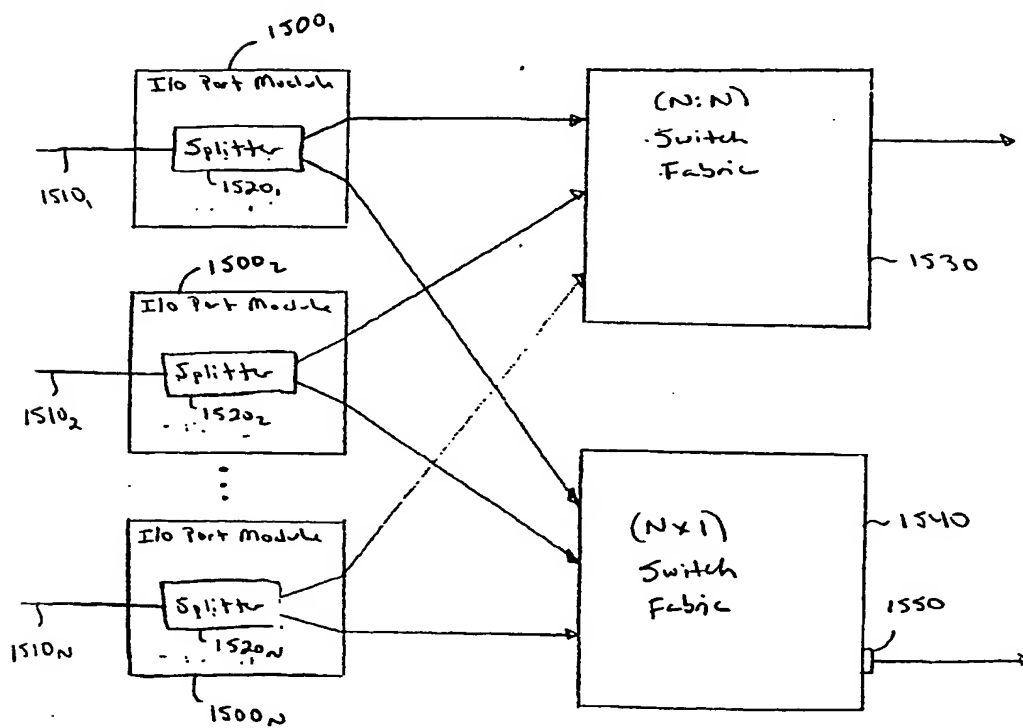 1500₁
I/o Port Module
Splitter
1520₁
1510₁
(N:N)
Switch
Fabric
1530
1500₂
I/o Port Module
Splitter
1520₂
1510₂
I/o Port Module
Splitter
1520N
1510N
1500N
(N×1)
Switch
Fabric
1540
1550